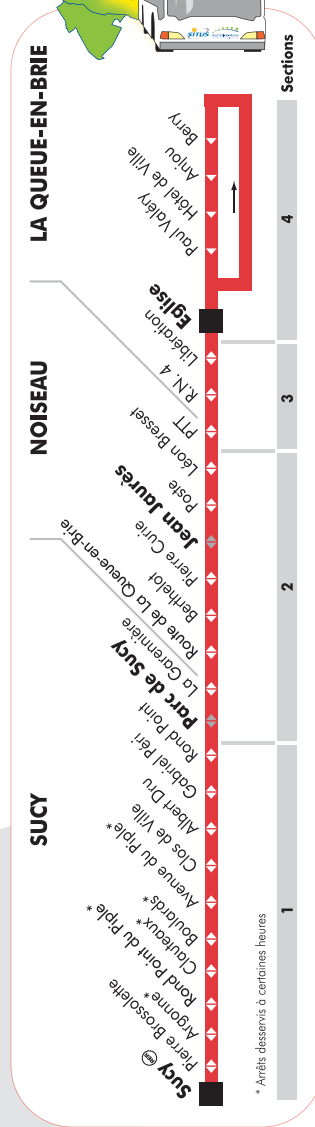 SUCY
NOISEAU
LA QUEUE-EN-BRIE
Sucy
Pierre Brossolette
Argonne*
Rond Point du Piple*
Clauteaux*
Boulards*
Avenue du Piple*
Clos de Ville
Albert Dru
Gabriel Péri
Rond Point
Parc de Sucy
La Garennière
Route de La Queue-en-Brie
Berthelot
Pierre Curie
Jean Jaurès
Poste
Léon Bresset
PTT
R.N. 4
Libération
Eglise
Paul Valéry
Hôtel de Ville
Anjou
Berry
* Arrêts desservis à certaines heures
1
2
3
4
Sections
SITUS